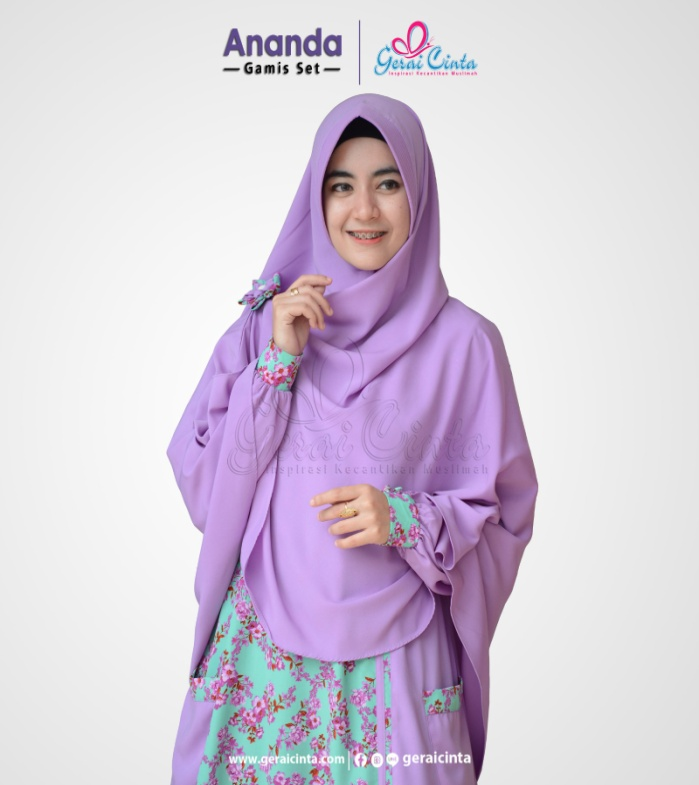 Ananda
Gamis Set
Gerai Cinta
Inspirasi Kecantikan Muslimah
Gerai Cinta
Inspirasi Kecantikan Muslimah
www.geraicinta.com
geraicinta